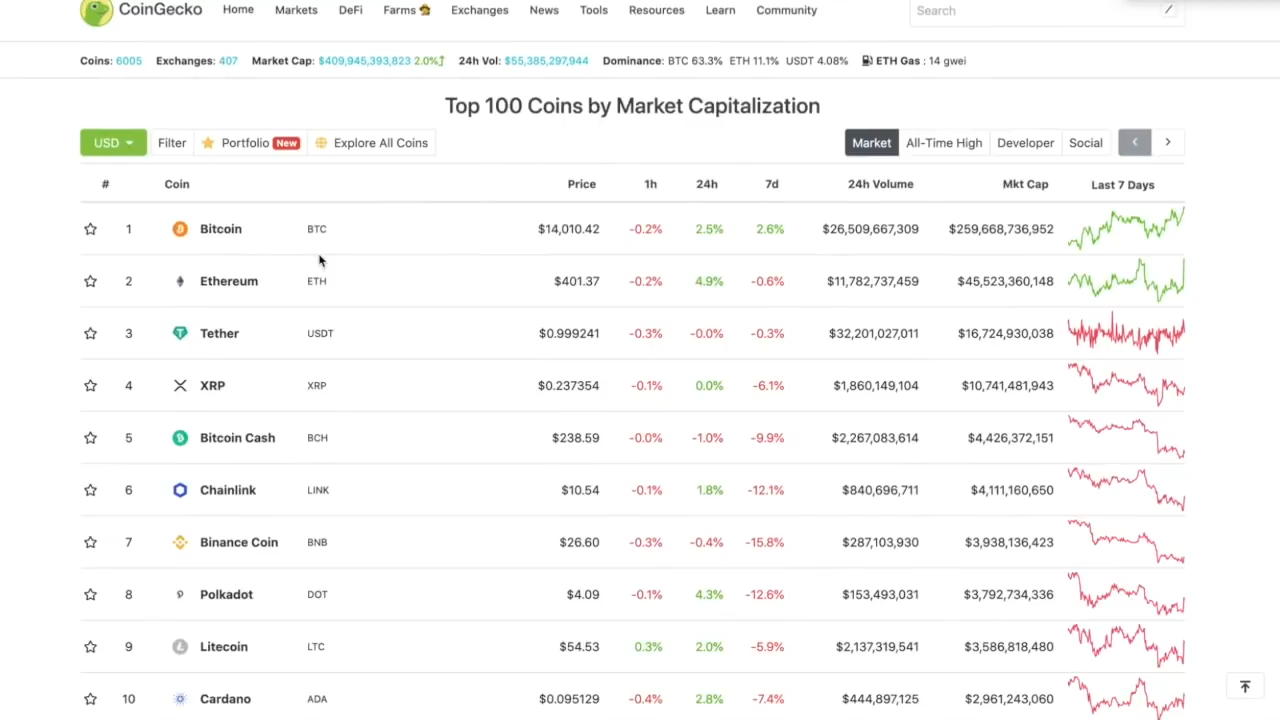 CoinGecko Home Markets DeFi Farms Exchanges News Tools Resources Learn Community Search /
Coins: 6005 Exchanges: 407 Market Cap: $409,945,393,823 2.0% 24h Vol: $55,385,297,944 Dominance: BTC 63.3% ETH 11.1% USDT 4.08% ETH Gas : 14 gwei
Top 100 Coins by Market Capitalization
USD Filter Portfolio New Explore All Coins Market All-Time High Developer Social < >
# Coin Price 1h 24h 7d 24h Volume Mkt Cap Last 7 Days
1 Bitcoin BTC $14,010.42 -0.2% 2.5% 2.6% $26,509,667,309 $259,668,736,952
2 Ethereum ETH $401.37 -0.2% 4.9% -0.6% $11,782,737,459 $45,523,360,148
3 Tether USDT $0.999241 -0.3% -0.0% -0.3% $32,201,027,011 $16,724,930,038
4 XRP XRP $0.237354 -0.1% 0.0% -6.1% $1,860,149,104 $10,741,481,943
5 Bitcoin Cash BCH $238.59 -0.0% -1.0% -9.9% $2,267,083,614 $4,426,372,151
6 Chainlink LINK $10.54 -0.1% 1.8% -12.1% $840,696,711 $4,111,160,650
7 Binance Coin BNB $26.60 -0.3% -0.4% -15.8% $287,103,930 $3,938,136,423
8 Polkadot DOT $4.09 -0.1% 4.3% -12.6% $153,493,031 $3,792,734,336
9 Litecoin LTC $54.53 0.3% 2.0% -5.9% $2,137,319,541 $3,586,818,480
10 Cardano ADA $0.095129 -0.4% 2.8% -7.4% $444,897,125 $2,961,243,060